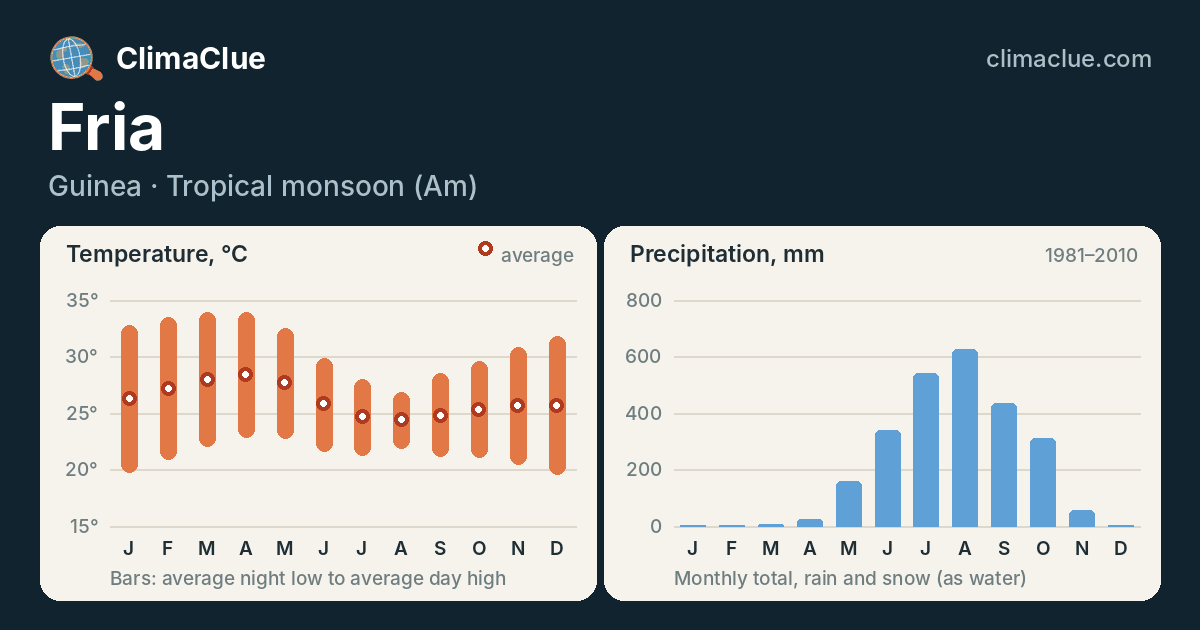 ClimaClue
climaclue.com
Fria
Guinea · Tropical monsoon (Am)
Temperature, °C
average
35°
30°
25°
20°
15°
J F M A M J J A S O N D
Bars: average night low to average day high
Precipitation, mm
1981–2010
800
600
400
200
0
J F M A M J J A S O N D
Monthly total, rain and snow (as water)